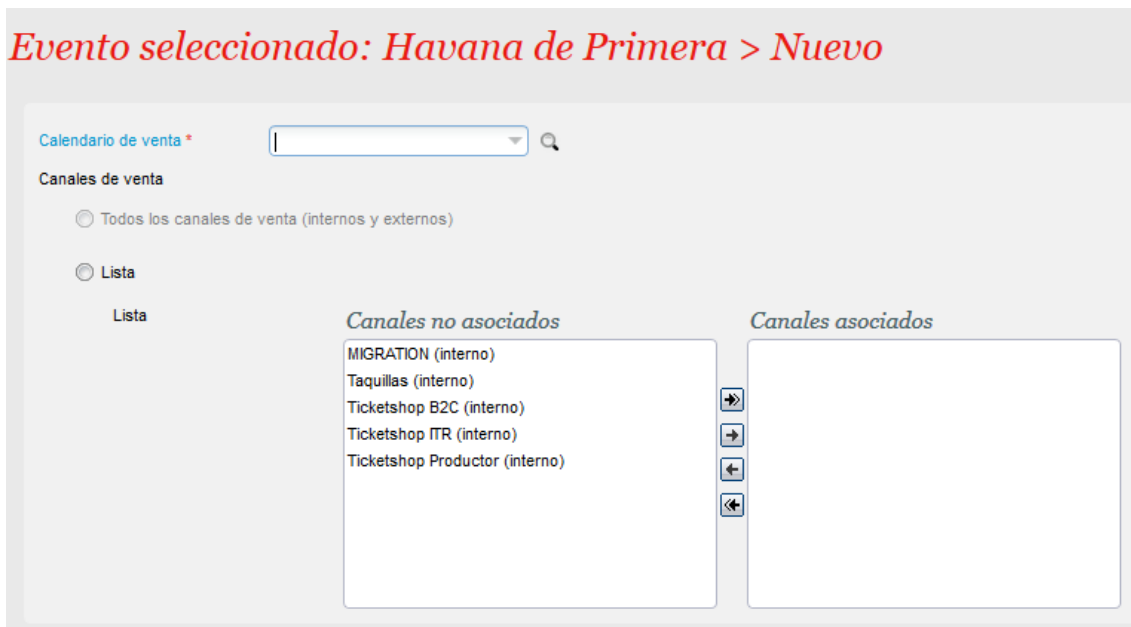 Evento seleccionado: Havana de Primera > Nuevo
Calendario de venta *
Canales de venta
Todos los canales de venta (internos y externos)
Lista
Lista
Canales no asociados
Canales asociados
MIGRATION (interno)
Taquillas (interno)
Ticketshop B2C (interno)
Ticketshop ITR (interno)
Ticketshop Productor (interno)